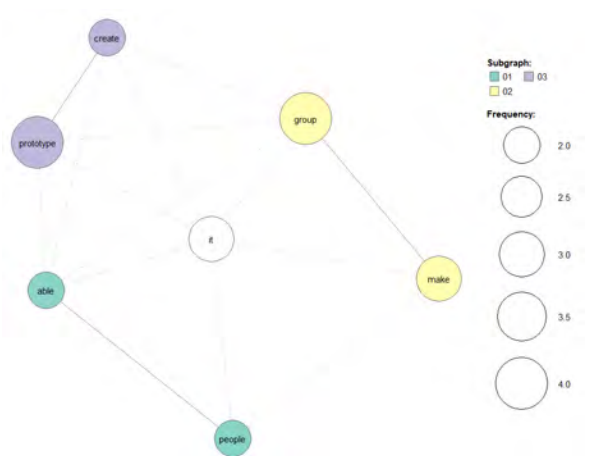 create
prototype
group
it
able
make
people
Subgraph:
01 03
02
Frequency:
2.0
2.5
3.0
3.5
4.0